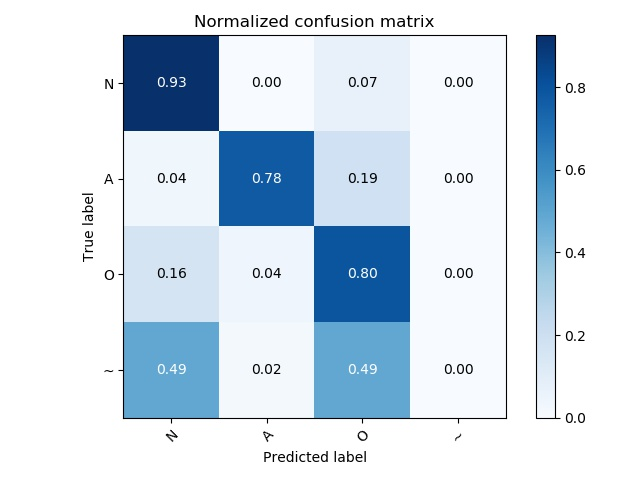 Normalized confusion matrix
N 0.93 0.00 0.07 0.00
A 0.04 0.78 0.19 0.00
O 0.16 0.04 0.80 0.00
~ 0.49 0.02 0.49 0.00
N A O ~
True label
Predicted label
0.8
0.6
0.4
0.2
0.0